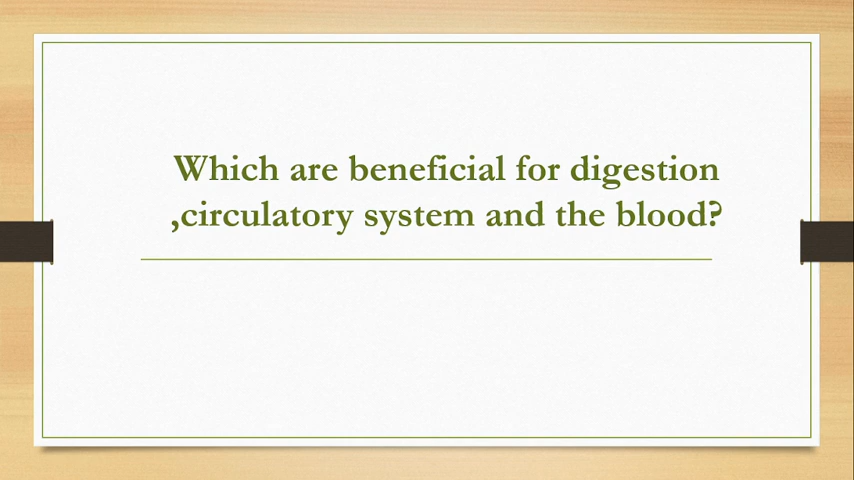 Which are beneficial for digestion
,circulatory system and the blood?